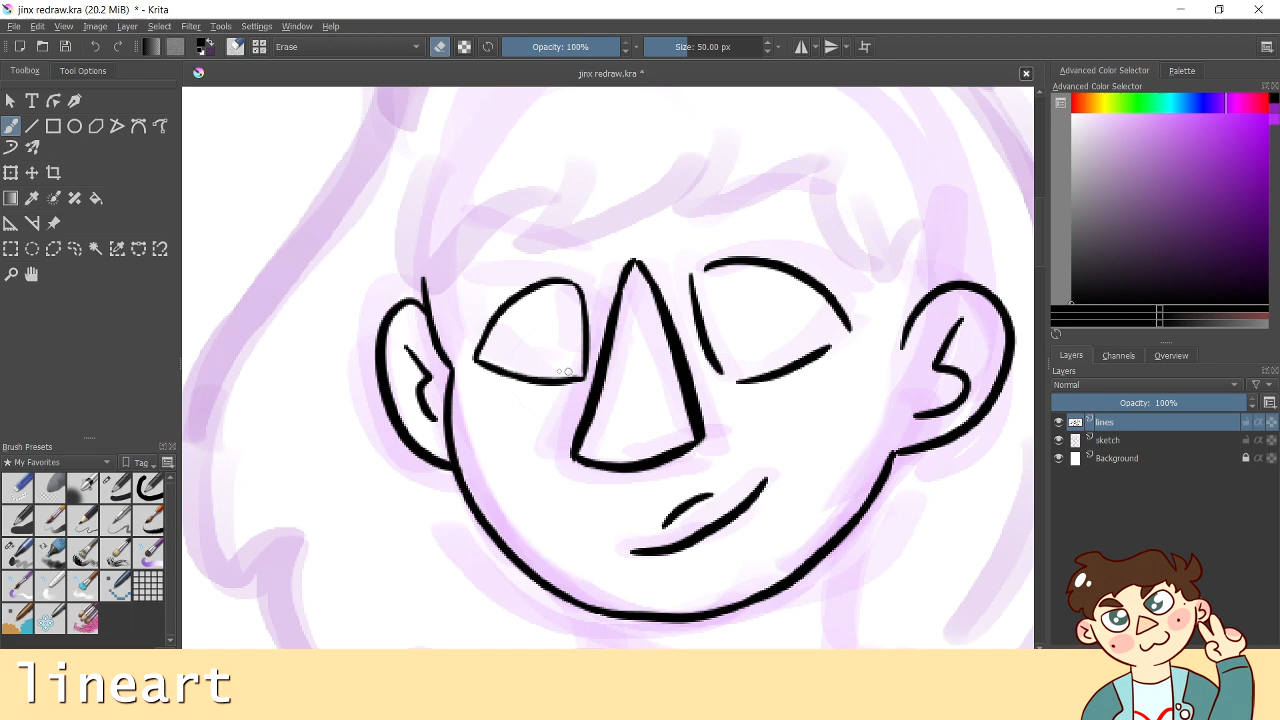 jinx redraw.kra (20.2 MiB) * - Krita
File Edit View Image Layer Select Filter Tools Settings Window Help
Erase Opacity: 100% Size: 50.00 px
Toolbox Tool Options
jinx redraw.kra *
Advanced Color Selector Palette
Advanced Color Selector
Layers Channels Overview
Layers
Normal
Opacity: 100%
lines
sketch
Background
Brush Presets
★ My Favorites Tag
lineart